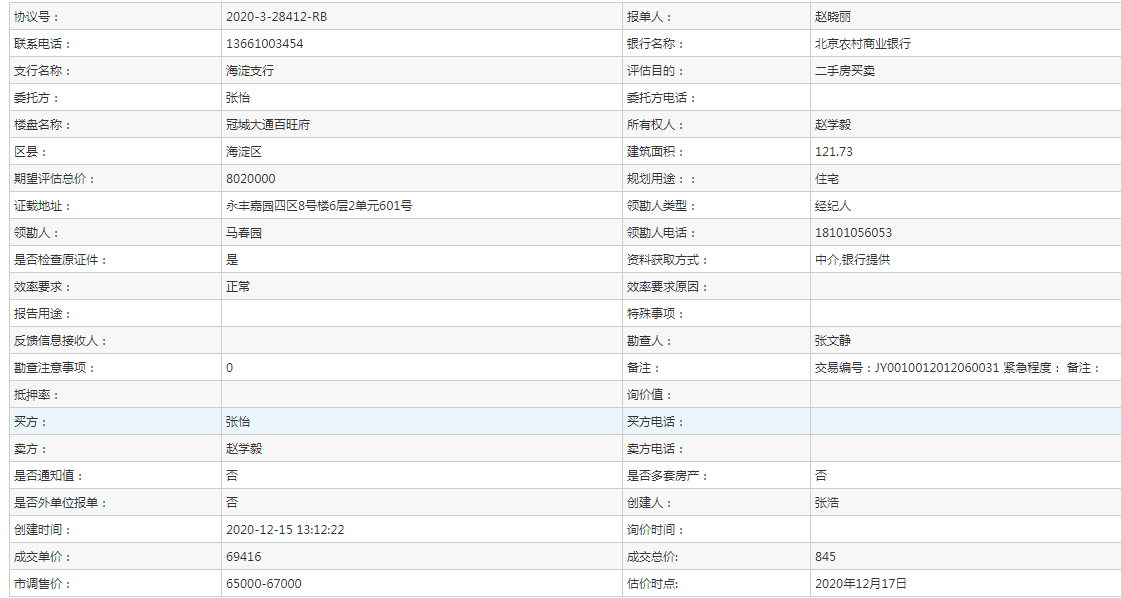 协议号： 2020-3-28412-RB 报单人： 赵晓丽
联系电话： 13661003454 银行名称： 北京农村商业银行
支行名称： 海淀支行 评估目的： 二手房买卖
委托方： 张怡 委托方电话：
楼盘名称： 冠城大通百旺府 所有权人： 赵学毅
区县： 海淀区 建筑面积： 121.73
期望评估总价： 8020000 规划用途：： 住宅
证载地址： 永丰嘉园四区8号楼6层2单元601号 领勘人类型： 经纪人
领勘人： 马春园 领勘人电话： 18101056053
是否检查原证件： 是 资料获取方式： 中介,银行提供
效率要求： 正常 效率要求原因：
报告用途： 特殊事项：
反馈信息接收人： 勘查人： 张文静
勘查注意事项： 0 备注： 交易编号：JY0010012012060031 紧急程度： 备注：
抵押率： 询价值：
买方： 张怡 买方电话：
卖方： 赵学毅 卖方电话：
是否通知值： 否 是否多套房产： 否
是否外单位报单： 否 创建人： 张浩
创建时间： 2020-12-15 13:12:22 询价时间：
成交单价： 69416 成交总价: 845
市调售价： 65000-67000 估价时点: 2020年12月17日